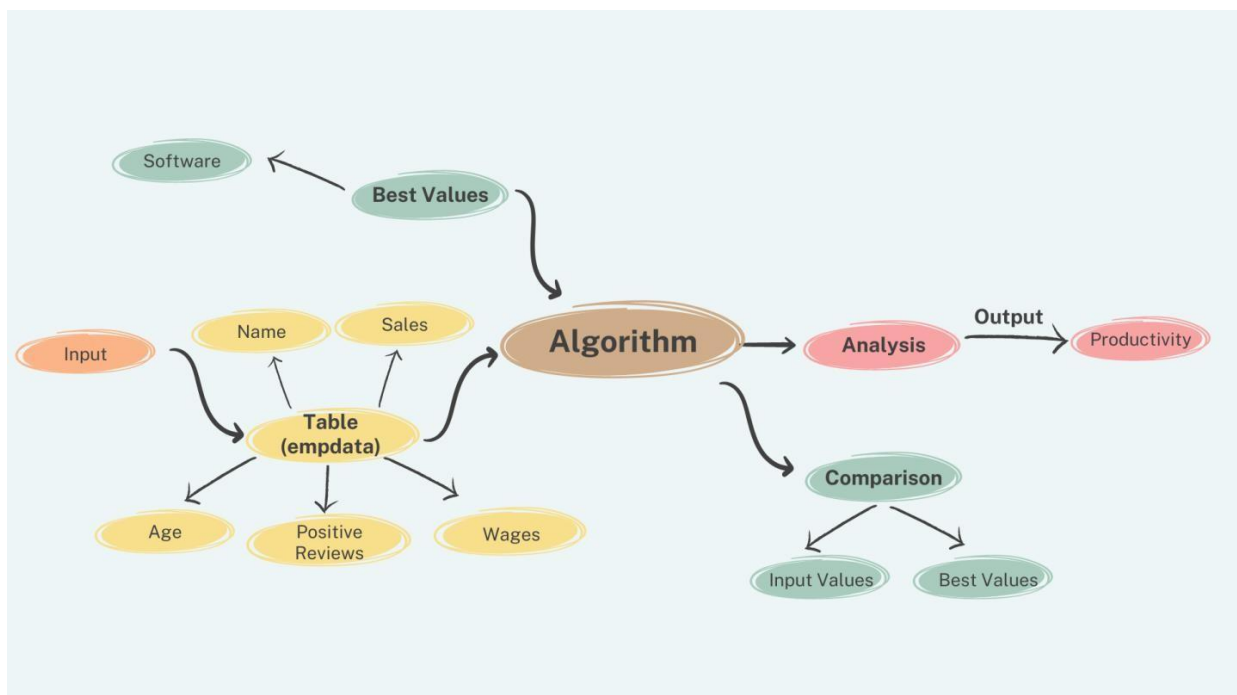 Software
Best Values
Name
Sales
Input
Algorithm
Analysis
Output
Productivity
Table
(empdata)
Age
Positive
Reviews
Wages
Comparison
Input Values
Best Values